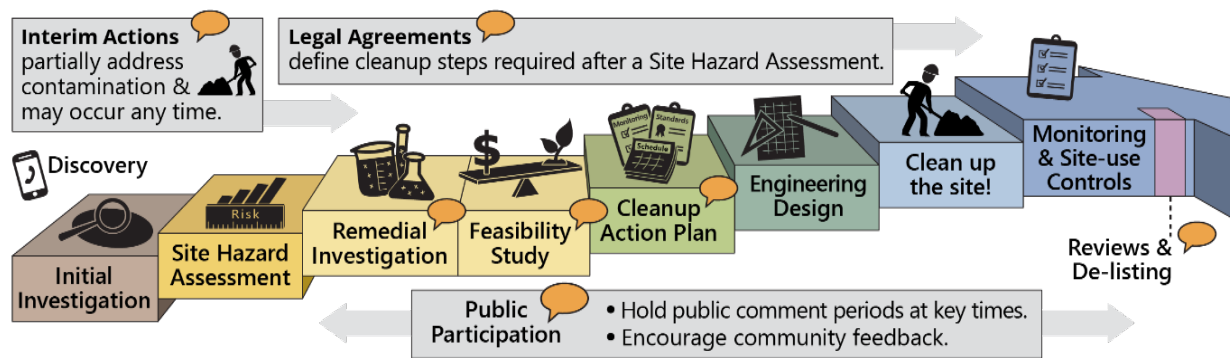 Interim Actions
partially address
contamination &
may occur any time.
Legal Agreements
define cleanup steps required after a Site Hazard Assessment.
Discovery
Initial
Investigation
Risk
Site Hazard
Assessment
Remedial
Investigation
$
Feasibility
Study
Monitoring
Standards
Schedule
Cleanup
Action Plan
Engineering
Design
Clean up
the site!
Monitoring
& Site-use
Controls
Reviews &
De-listing
Public
Participation
• Hold public comment periods at key times.
• Encourage community feedback.